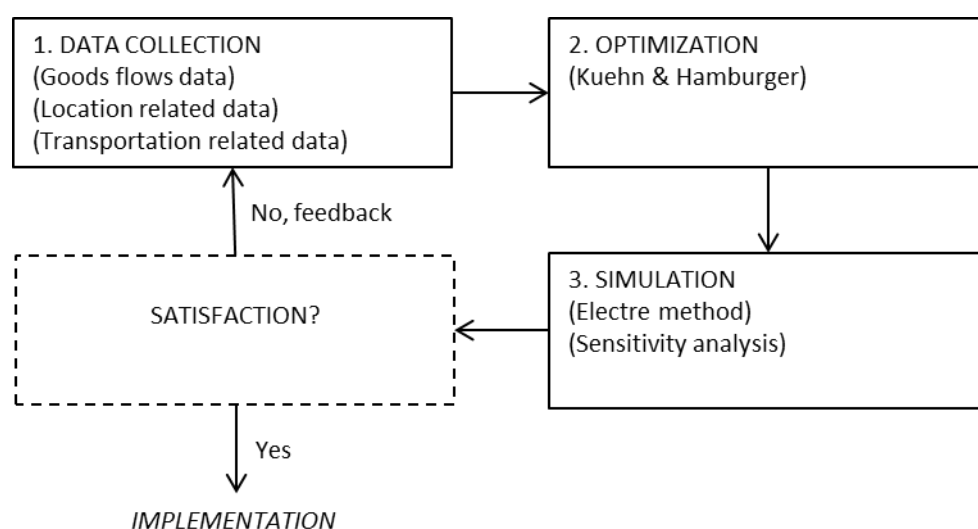 1. DATA COLLECTION
(Goods flows data)
(Location related data)
(Transportation related data)
2. OPTIMIZATION
(Kuehn & Hamburger)
3. SIMULATION
(Electre method)
(Sensitivity analysis)
SATISFACTION?
No, feedback
Yes
IMPLEMENTATION